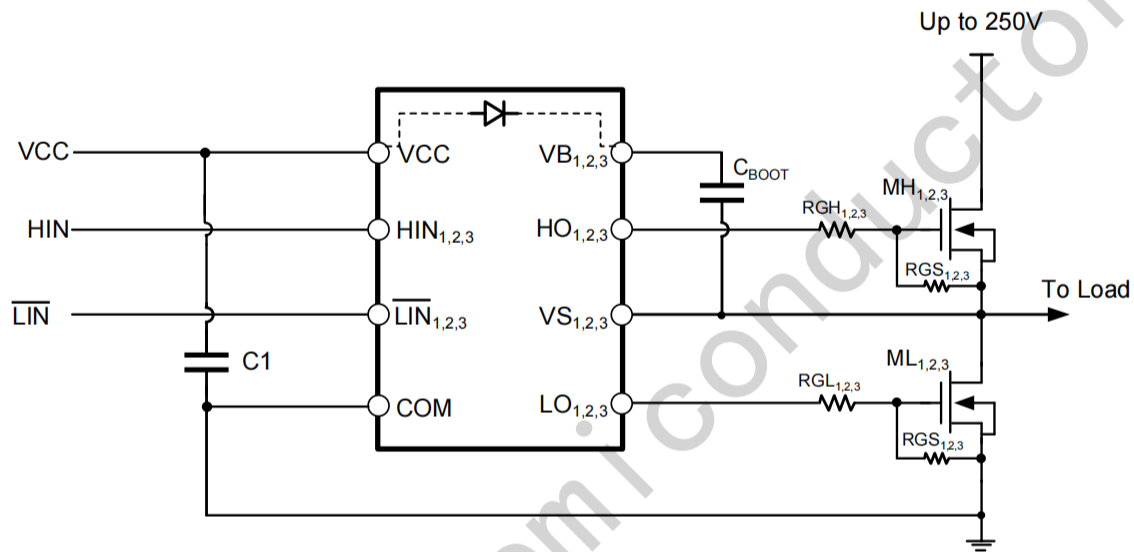 Up to 250V
VCC
VCC
VB1,2,3
CBOOT
MH1,2,3
RGH1,2,3
HIN
HIN1,2,3
HO1,2,3
RGS1,2,3
To Load
L̅I̅N̅
L̅I̅N̅1,2,3
VS1,2,3
C1
ML1,2,3
RGL1,2,3
COM
LO1,2,3
RGS1,2,3
miconductor